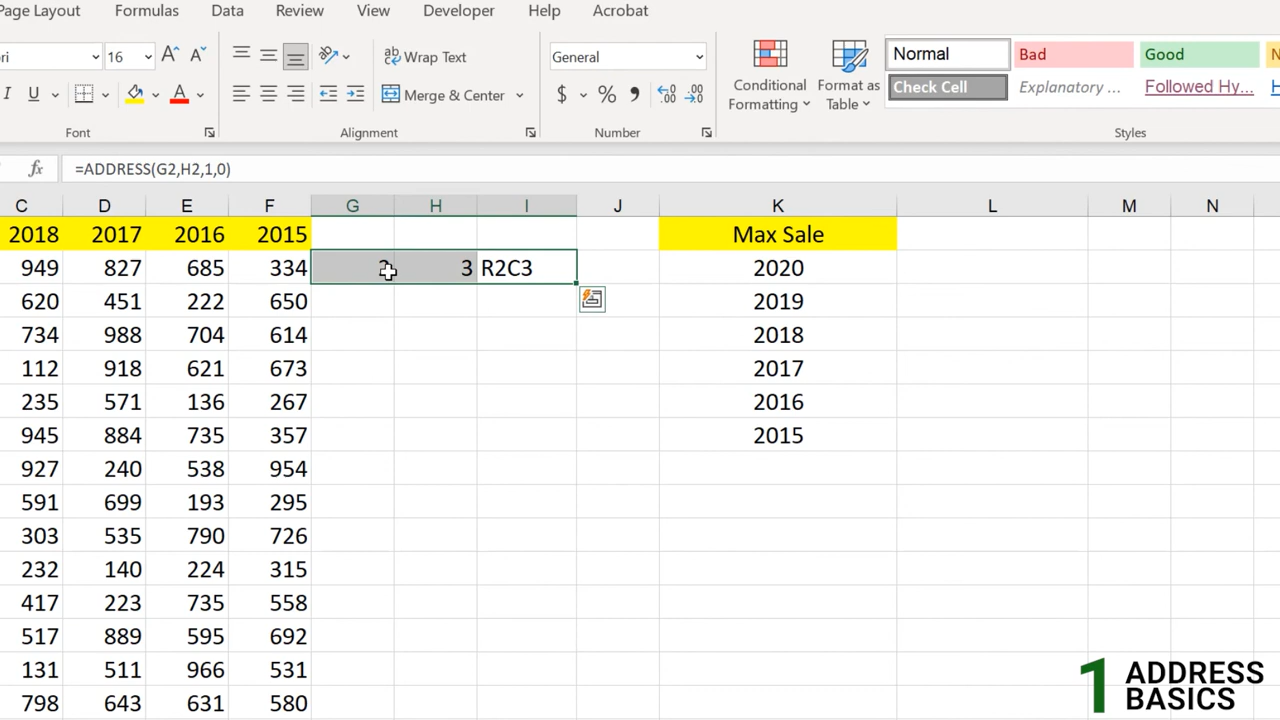 Page Layout Formulas Data Review View Developer Help Acrobat
16 A A ab Wrap Text General Normal Bad Good
I U A Merge & Center $ % , .00 Conditional Formatting Format as Table Check Cell Explanatory ... Followed Hy...
Font Alignment Number Styles
fx =ADDRESS(G2,H2,1,0)
C D E F G H I J K L M N
2018 2017 2016 2015 Max Sale
949 827 685 334 2 3 R2C3 2020
620 451 222 650 2019
734 988 704 614 2018
112 918 621 673 2017
235 571 136 267 2016
945 884 735 357 2015
927 240 538 954
591 699 193 295
303 535 790 726
232 140 224 315
417 223 735 558
517 889 595 692
131 511 966 531
798 643 631 580
1 ADDRESS
BASICS